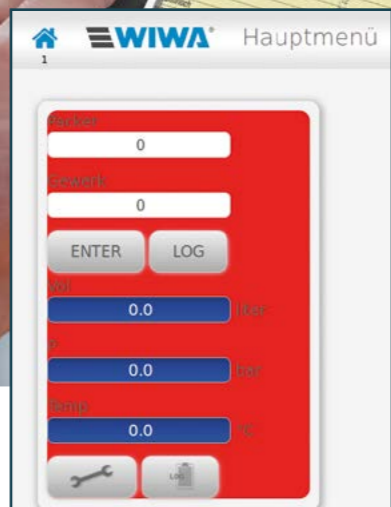 WIWA Hauptmenü
1
Packer
0
Gewerk
0
ENTER LOG
Vol
0.0 liter
P
0.0 bar
Temp
0.0 °C
LOG